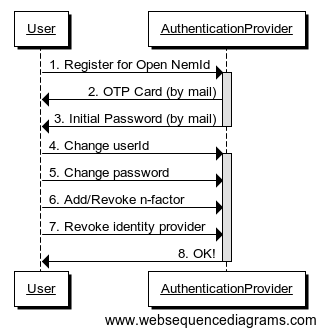 User AuthenticationProvider
1. Register for Open NemId
2. OTP Card (by mail)
3. Initial Password (by mail)
4. Change userId
5. Change password
6. Add/Revoke n-factor
7. Revoke identity provider
8. OK!
User AuthenticationProvider
www.websequencediagrams.com